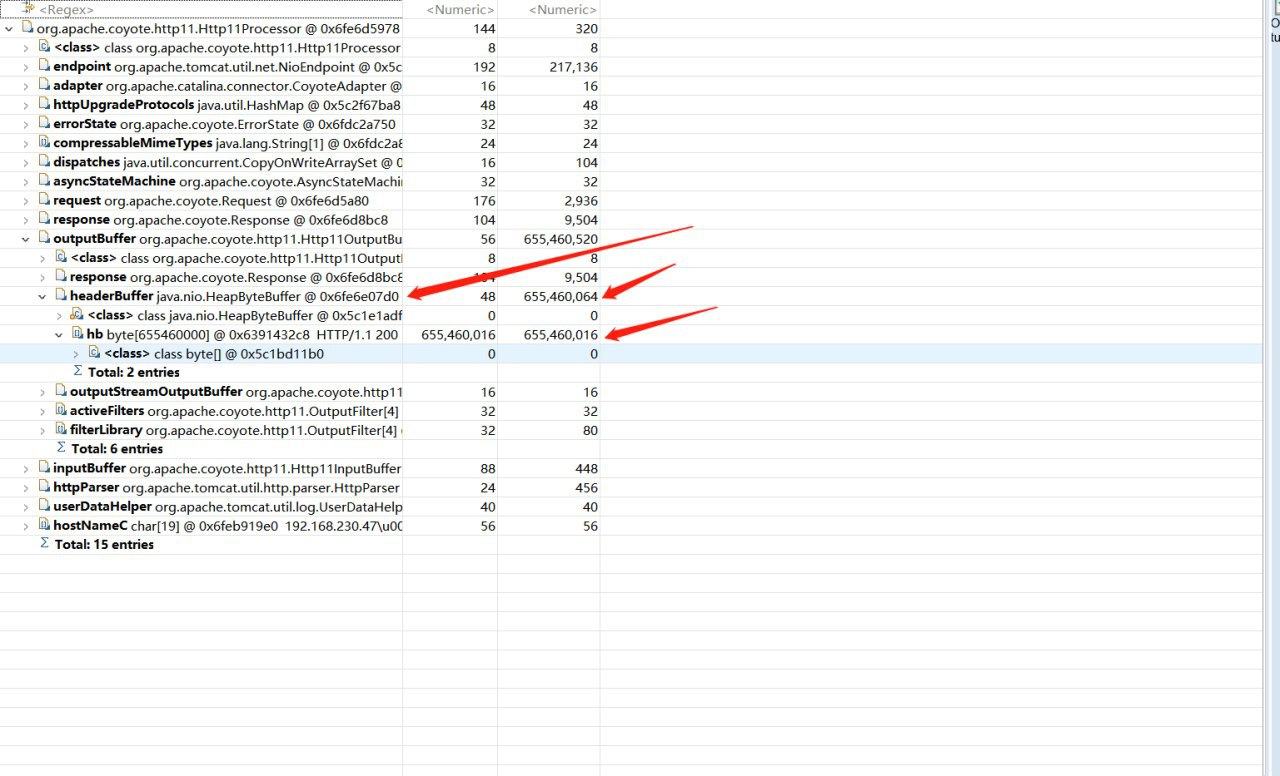 <Regex> <Numeric> <Numeric>
org.apache.coyote.http11.Http11Processor @ 0x6fe6d5978 144 320
<class> class org.apache.coyote.http11.Http11Processor 8 8
endpoint org.apache.tomcat.util.net.NioEndpoint @ 0x5c 192 217,136
adapter org.apache.catalina.connector.CoyoteAdapter @ 16 16
httpUpgradeProtocols java.util.HashMap @ 0x5c2f67ba8 48 48
errorState org.apache.coyote.ErrorState @ 0x6fdc2a750 32 32
compressableMimeTypes java.lang.String[1] @ 0x6fdc2a8 24 24
dispatches java.util.concurrent.CopyOnWriteArraySet @ 0 16 104
asyncStateMachine org.apache.coyote.AsyncStateMachi 32 32
request org.apache.coyote.Request @ 0x6fe6d5a80 176 2,936
response org.apache.coyote.Response @ 0x6fe6d8bc8 104 9,504
outputBuffer org.apache.coyote.http11.Http11OutputBu 56 655,460,520
<class> class org.apache.coyote.http11.Http11Output 8 8
response org.apache.coyote.Response @ 0x6fe6d8bc8 104 9,504
headerBuffer java.nio.HeapByteBuffer @ 0x6fe6e07d0 48 655,460,064
<class> class java.nio.HeapByteBuffer @ 0x5c1e1adf 0 0
hb byte[655460000] @ 0x6391432c8 HTTP/1.1 200 655,460,016 655,460,016
<class> class byte[] @ 0x5c1bd11b0 0 0
Σ Total: 2 entries
outputStreamOutputBuffer org.apache.coyote.http11 16 16
activeFilters org.apache.coyote.http11.OutputFilter[4] 32 32
filterLibrary org.apache.coyote.http11.OutputFilter[4] 32 80
Σ Total: 6 entries
inputBuffer org.apache.coyote.http11.Http11InputBuffer 88 448
httpParser org.apache.tomcat.util.http.parser.HttpParser 24 456
userDataHelper org.apache.tomcat.util.log.UserDataHelp 40 40
hostNameC char[19] @ 0x6feb919e0 192.168.230.47\u00 56 56
Σ Total: 15 entries